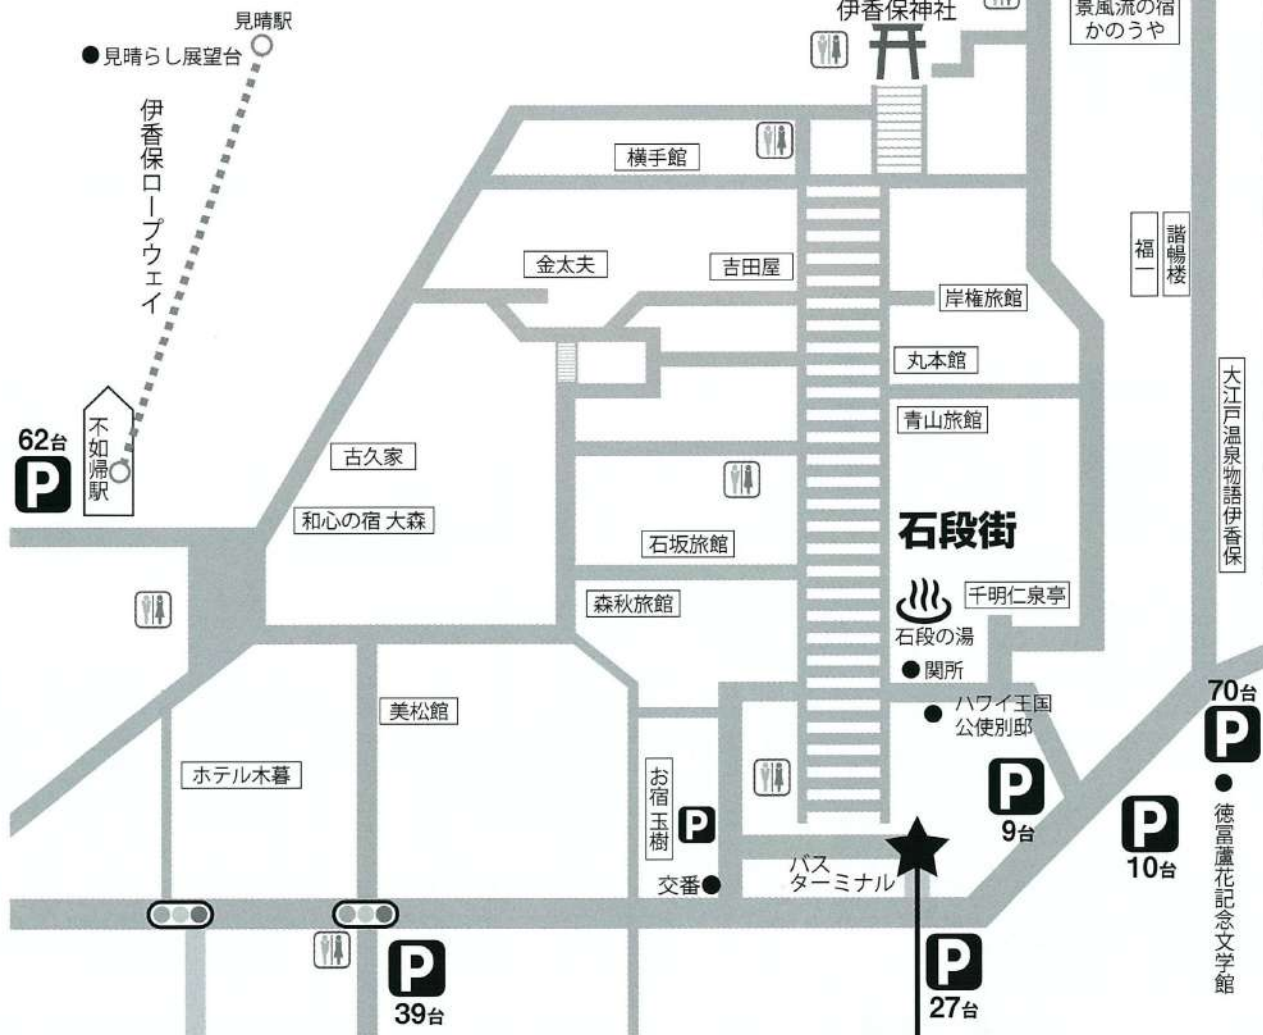 伊香保神社
景風流の宿
かのうや
見晴駅
見晴らし展望台
伊香保ロープウェイ
横手館
金太夫
吉田屋
岸権旅館
福一
諧暢楼
丸本館
青山旅館
大江戸温泉物語伊香保
62台
P
不如帰駅
古久家
和心の宿 大森
石坂旅館
石段街
森秋旅館
千明仁泉亭
石段の湯
関所
ハワイ王国
公使別邸
70台
P
美松館
ホテル木暮
お宿 玉樹
P
P
9台
P
10台
徳冨蘆花記念文学館
交番
バス
ターミナル
P
39台
P
27台